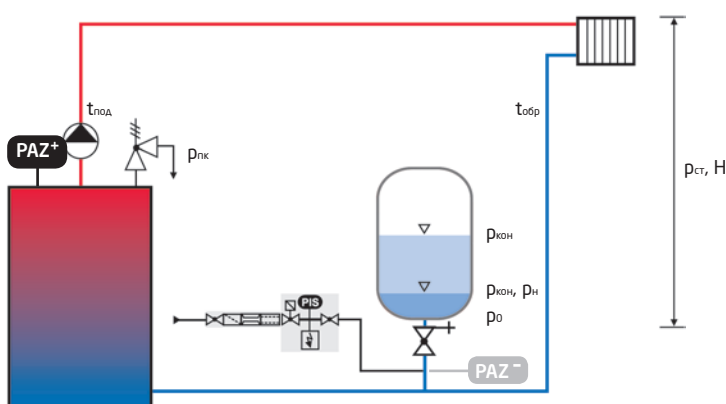 tпод
PAZ+
pпк
tобр
pст, H
pкон
pкон, pн
p0
PIS
PAZ -